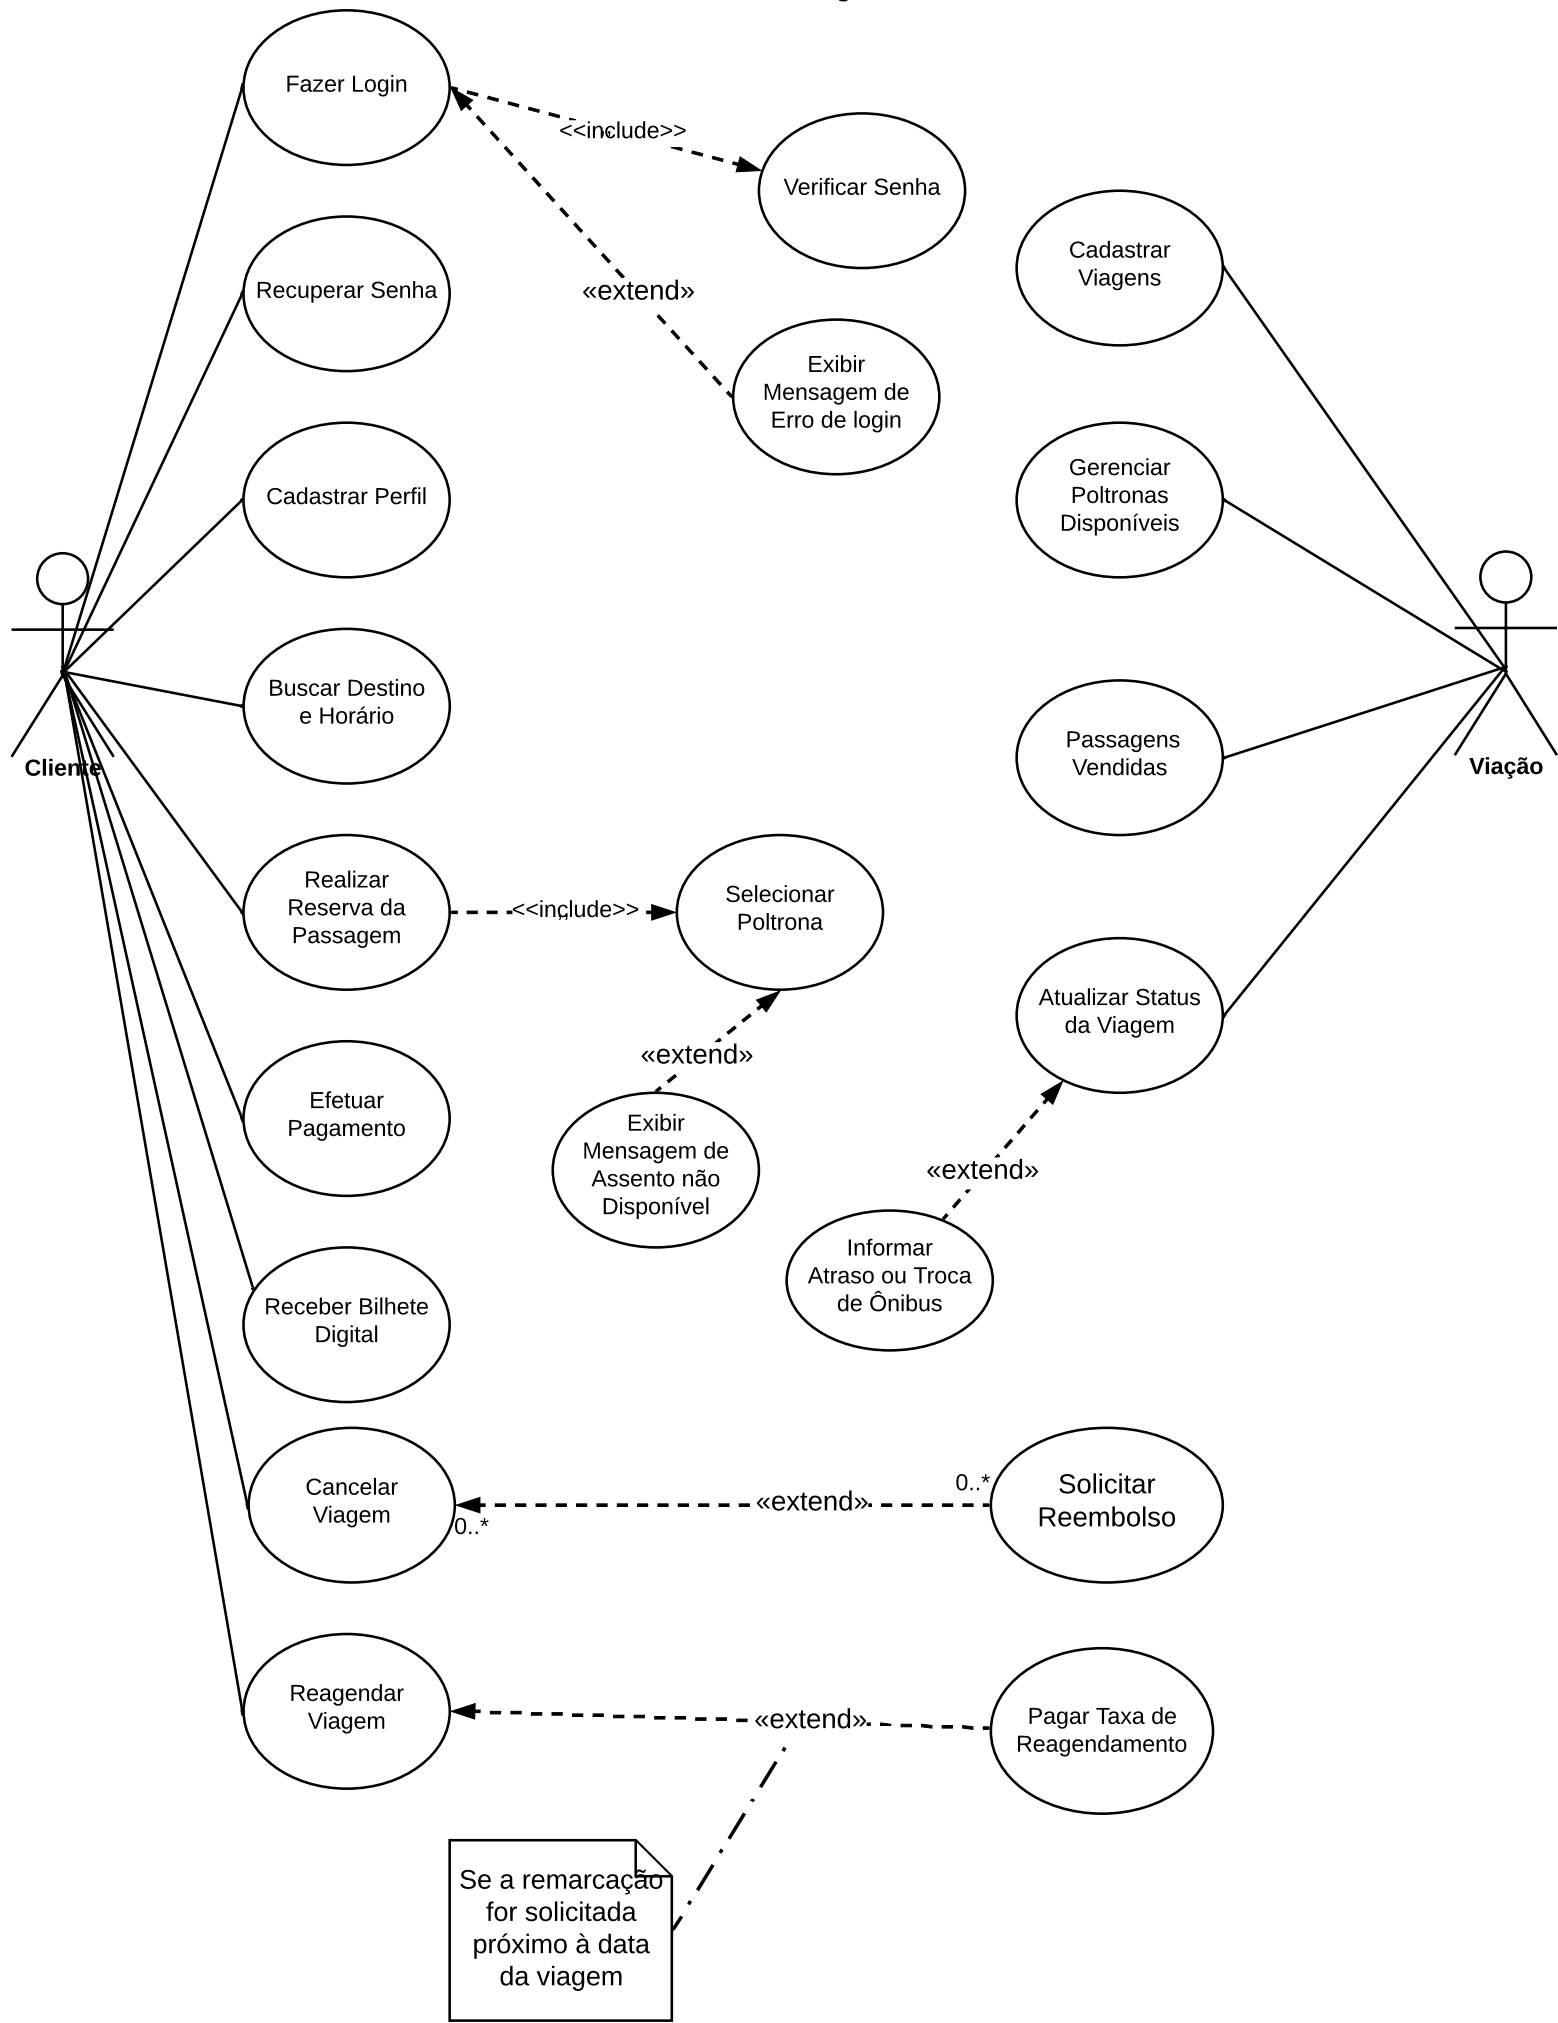 Fazer Login
<<include>>
Verificar Senha
Recuperar Senha
«extend»
Cadastrar
Viagens
Exibir
Mensagem de
Erro de login
Cadastrar Perfil
Gerenciar
Poltronas
Disponíveis
Buscar Destino
e Horário
Cliente
Passagens
Vendidas
Viação
Realizar
Reserva da
Passagem
<<include>>
Selecionar
Poltrona
Atualizar Status
da Viagem
«extend»
Efetuar
Pagamento
Exibir
Mensagem de
Assento não
Disponível
«extend»
Informar
Atraso ou Troca
de Ônibus
Receber Bilhete
Digital
Cancelar
Viagem
0..*
«extend»
0..*
Solicitar
Reembolso
Reagendar
Viagem
«extend»
Pagar Taxa de
Reagendamento
Se a remarcação
for solicitada
próximo à data
da viagem